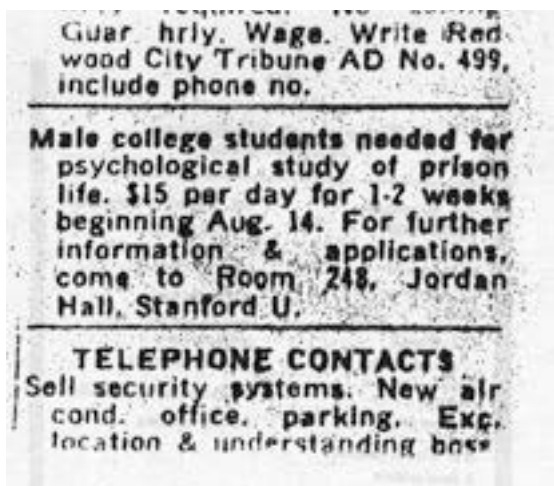 Guar hrly. Wage. Write Red-
wood City Tribune AD No. 499,
include phone no.
Male college students needed for
psychological study of prison
life. $15 per day for 1-2 weeks
beginning Aug. 14. For further
information & applications,
come to Room 248, Jordan
Hall, Stanford U.
TELEPHONE CONTACTS
Sell security systems. New air
cond. office, parking. Exc.
location & understanding boss